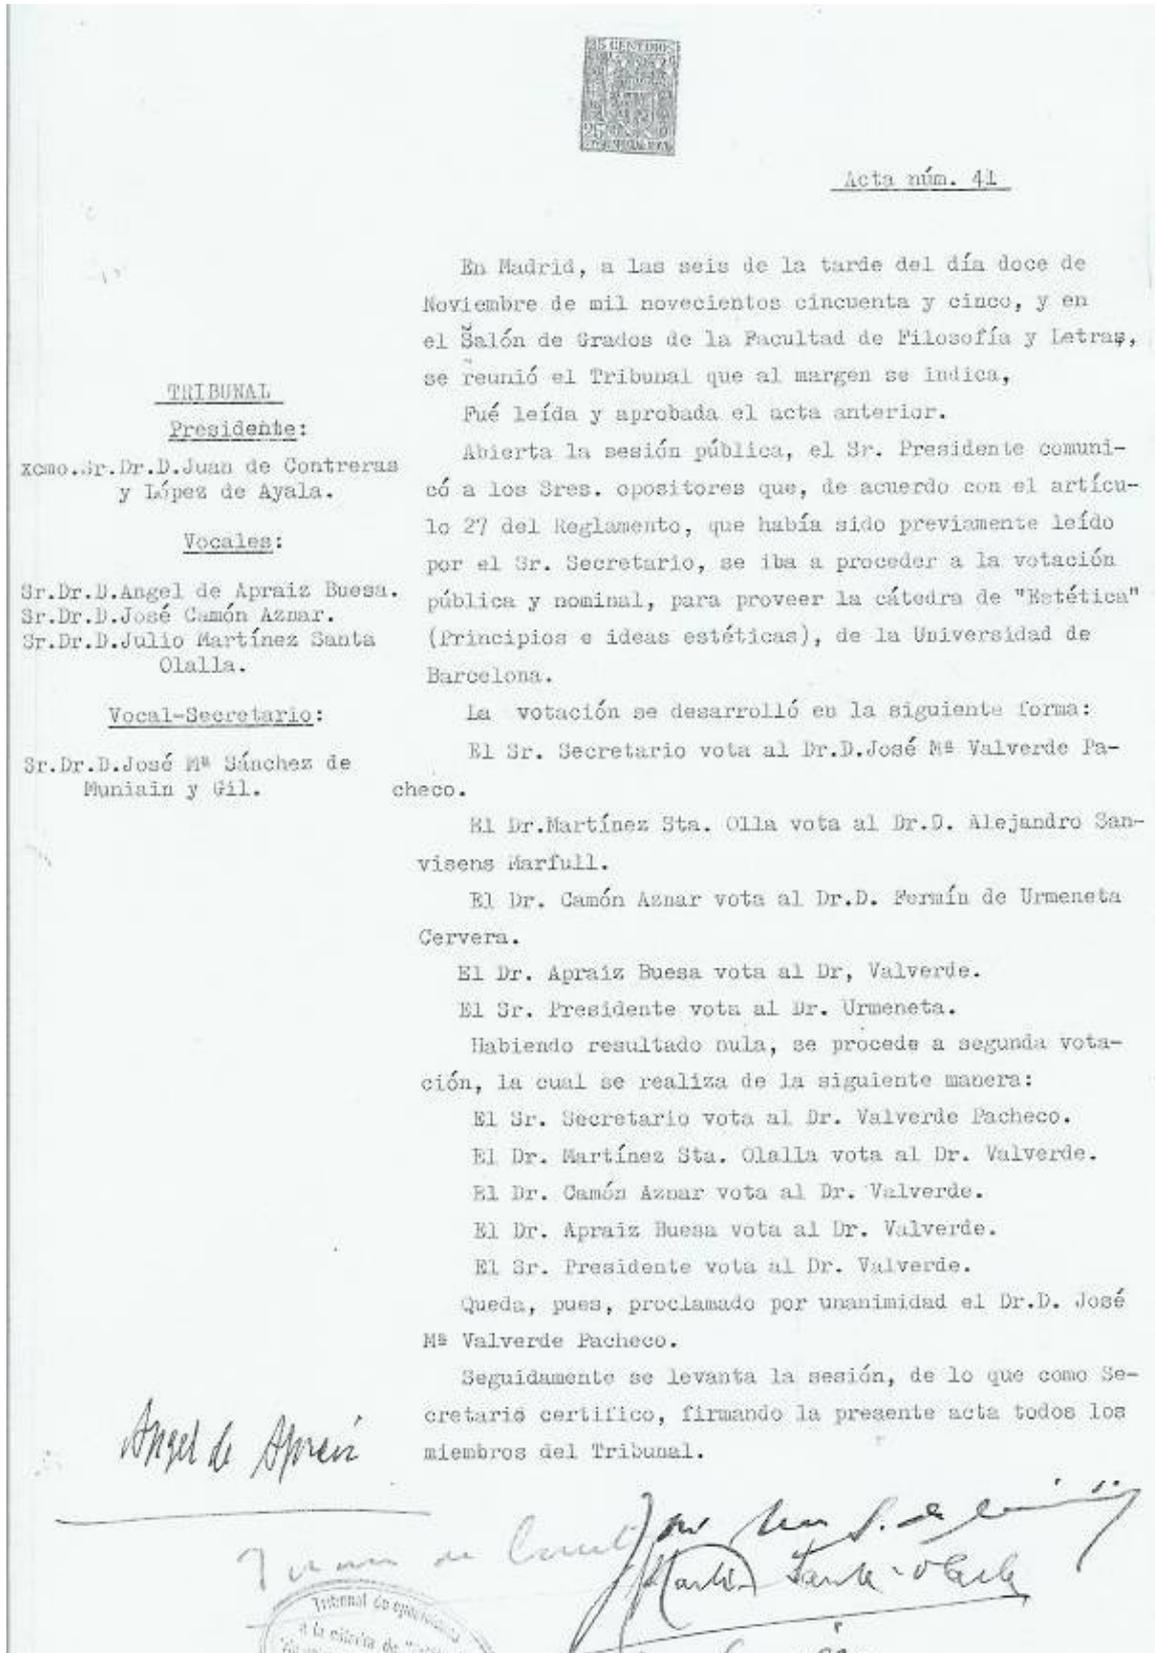 25 CENTIMOS
25
Acta núm. 41
En Madrid, a las seis de la tarde del día doce de
Noviembre de mil novecientos cincuenta y cinco, y en
el Salón de Grados de la Facultad de Filosofía y Letras,
se reunió el Tribunal que al margen se indica,
Fué leída y aprobada el acta anterior.
Abierta la sesión pública, el Sr. Presidente comuni-
có a los Sres. opositores que, de acuerdo con el artícu-
lo 27 del Reglamento, que había sido previamente leído
por el Sr. Secretario, se iba a proceder a la votación
pública y nominal, para proveer la cátedra de "Estética"
(Principios e ideas estéticas), de la Universidad de
Barcelona.
La votación se desarrolló en la siguiente forma:
El Sr. Secretario vota al Dr.D.José Mª Valverde Pa-
checo.
El Dr.Martínez Sta. Olla vota al Dr.D. Alejandro San-
visens Marfull.
El Dr. Camón Aznar vota al Dr.D. Fermín de Urmeneta
Cervera.
El Dr. Apraiz Buesa vota al Dr, Valverde.
El Sr. Presidente vota al Dr. Urmeneta.
Habiendo resultado nula, se procede a segunda vota-
ción, la cual se realiza de la siguiente manera:
El Sr. Secretario vota al Dr. Valverde Pacheco.
El Dr. Martínez Sta. Olalla vota al Dr. Valverde.
El Dr. Camón Aznar vota al Dr. Valverde.
El Dr. Apraiz Buesa vota al Dr. Valverde.
El Sr. Presidente vota al Dr. Valverde.
Queda, pues, proclamado por unanimidad el Dr.D. José
Mª Valverde Pacheco.
Seguidamente se levanta la sesión, de lo que como Se-
cretario certifico, firmando la presente acta todos los
miembros del Tribunal.
TRIBUNAL
Presidente:
xcmo.Sr.Dr.D.Juan de Contreras
y López de Ayala.
Vocales:
Sr.Dr.D.Angel de Apraiz Buesa.
Sr.Dr.D.José Camón Aznar.
Sr.Dr.D.Julio Martínez Santa
Olalla.
Vocal-Secretario:
Sr.Dr.D.José Mª Sánchez de
Muniain y Gil.
Angel de Apraiz
Juan de
Martínez Santa-Olalla
Tribunal de
a la cátedra de